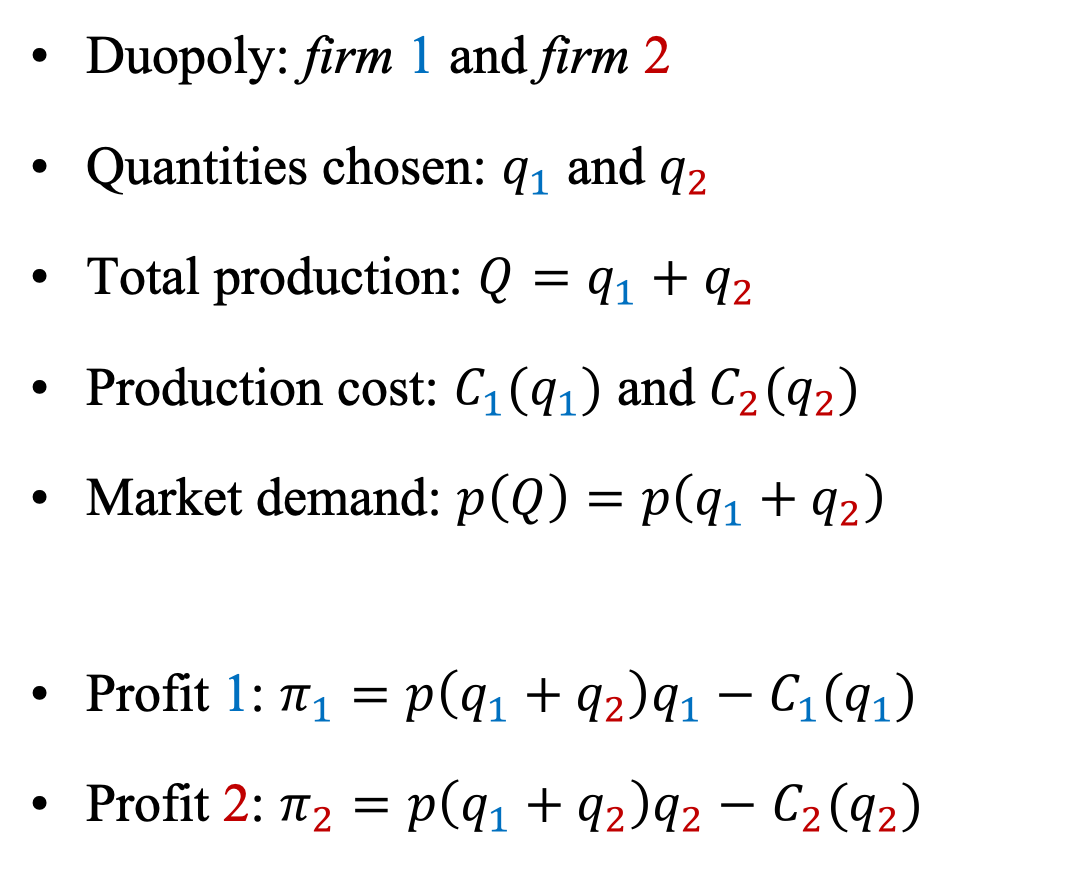 • Duopoly: firm 1 and firm 2
• Quantities chosen: q₁ and q₂
• Total production: Q = q₁ + q₂
• Production cost: C₁(q₁) and C₂(q₂)
• Market demand: p(Q) = p(q₁ + q₂)
• Profit 1: π₁ = p(q₁ + q₂)q₁ − C₁(q₁)
• Profit 2: π₂ = p(q₁ + q₂)q₂ − C₂(q₂)